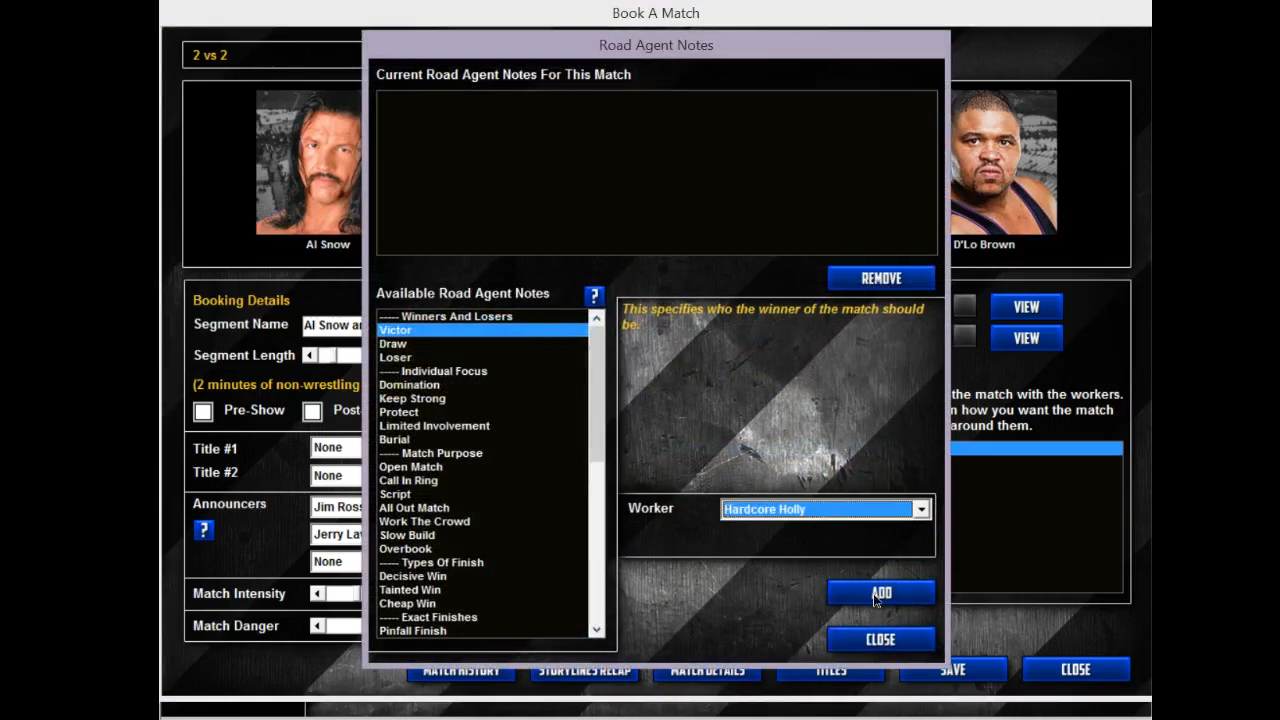 Book A Match
Road Agent Notes
2 vs 2
Current Road Agent Notes For This Match
Al Snow
D'Lo Brown
REMOVE
Available Road Agent Notes
?
Booking Details
Segment Name
Al Snow
Segment Length
(2 minutes of non-wrestling
Pre-Show
Post
Title #1
None
Title #2
None
Announcers
?
Jim Ross
Jerry
None
Match Intensity
Match Danger
----- Winners And Losers
Victor
Draw
Loser
----- Individual Focus
Domination
Keep Strong
Protect
Limited Involvement
Burial
----- Match Purpose
Open Match
Call In Ring
Script
All Out Match
Work The Crowd
Slow Build
Overbook
----- Types Of Finish
Decisive Win
Tainted Win
Cheap Win
----- Exact Finishes
Pinfall Finish
This specifies who the winner of the match should
be.
Worker
Hardcore Holly
ADD
CLOSE
VIEW
VIEW
the match with the workers.
how you want the match
around them.
MATCH HISTORY
STORYLINES RECAP
MATCH DETAILS
TITLES
SAVE
CLOSE